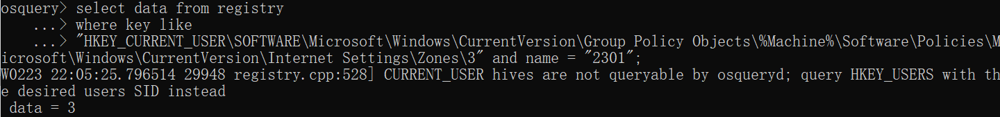 osquery> select data from registry
...> where key like
...> "HKEY_CURRENT_USER\SOFTWARE\Microsoft\Windows\CurrentVersion\Group Policy Objects\%Machine%\Software\Policies\M
icrosoft\Windows\CurrentVersion\Internet Settings\Zones\3" and name = "2301";
W0223 22:05:25.796514 29948 registry.cpp:528] CURRENT_USER hives are not queryable by osqueryd; query HKEY_USERS with th
e desired users SID instead
data = 3